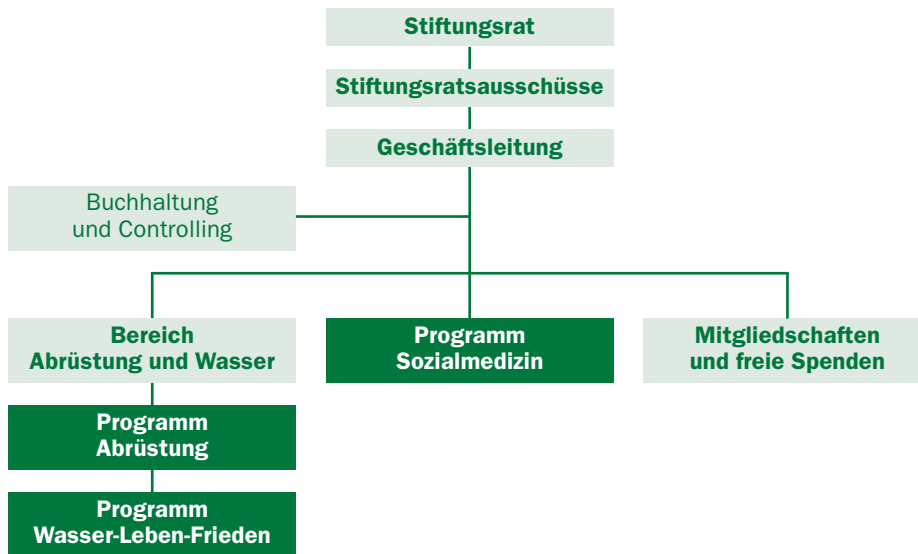 Stiftungsrat
Stiftungsratsausschüsse
Geschäftsleitung
Buchhaltung
und Controlling
Bereich
Abrüstung und Wasser
Programm
Sozialmedizin
Mitgliedschaften
und freie Spenden
Programm
Abrüstung
Programm
Wasser-Leben-Frieden